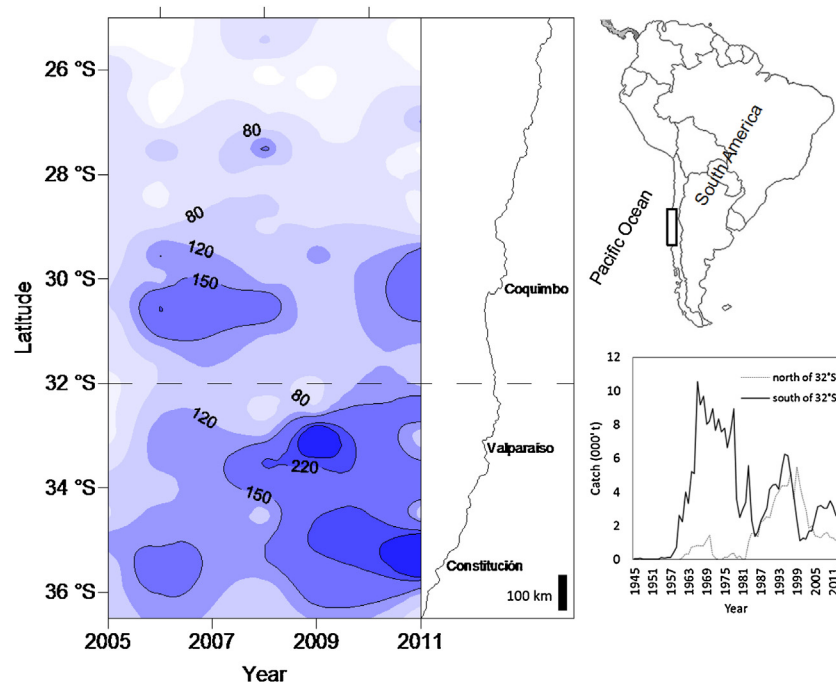 26 °S
28 °S
30 °S
32 °S
34 °S
36 °S
Latitude
2005
2007
2009
2011
Year
80
80
120
150
80
120
220
150
Coquimbo
Valparaíso
Constitución
100 km
Pacific Ocean
South America
12
10
8
6
4
2
0
Catch (000't)
north of 32°S
south of 32°S
1945
1951
1957
1963
1969
1975
1981
1987
1993
1999
2005
2011
Year